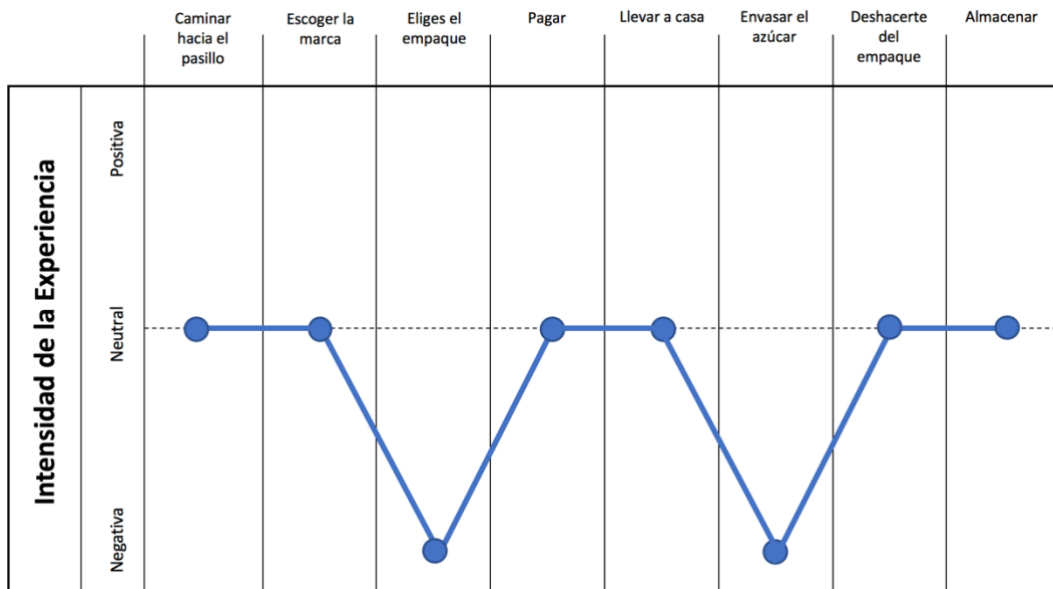 Caminar
hacia el
pasillo
Escoger la
marca
Eliges el
empaque
Pagar
Llevar a casa
Envasar el
azúcar
Deshacerte
del
empaque
Almacenar
Intensidad de la Experiencia
Positiva
Neutral
Negativa